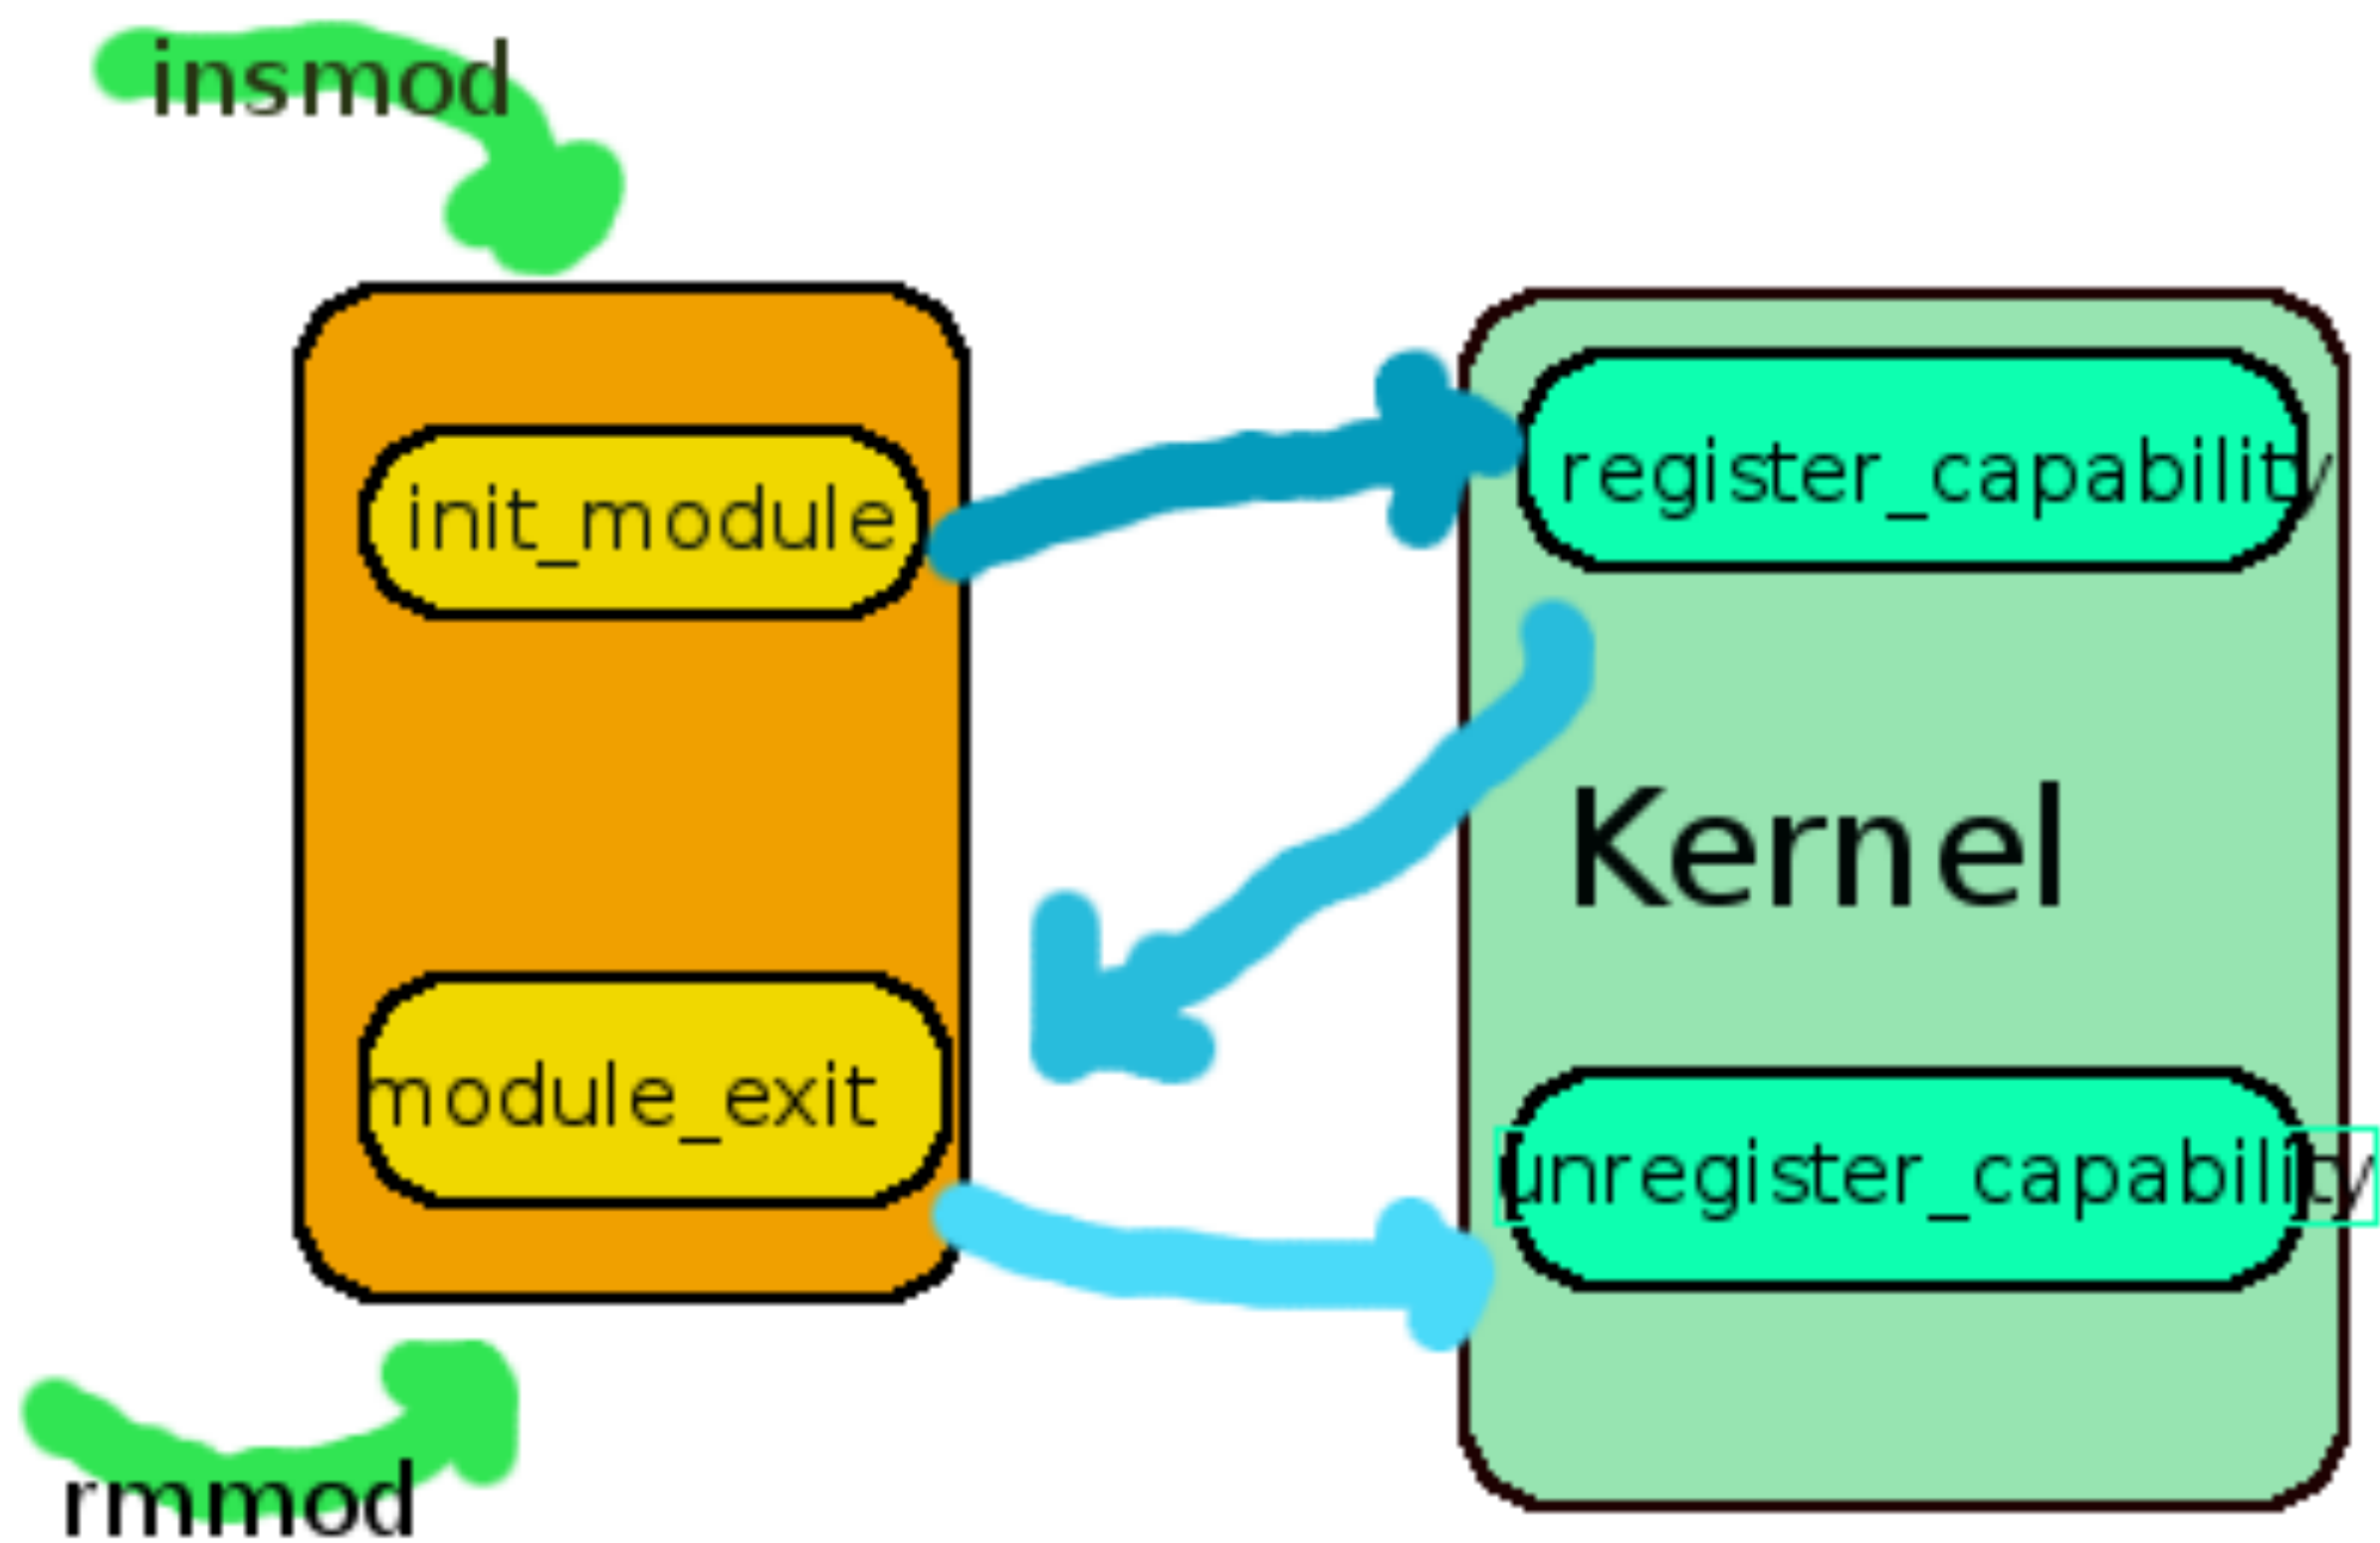 insmod
init_module
register_capability
Kernel
module_exit
unregister_capability
rmmod